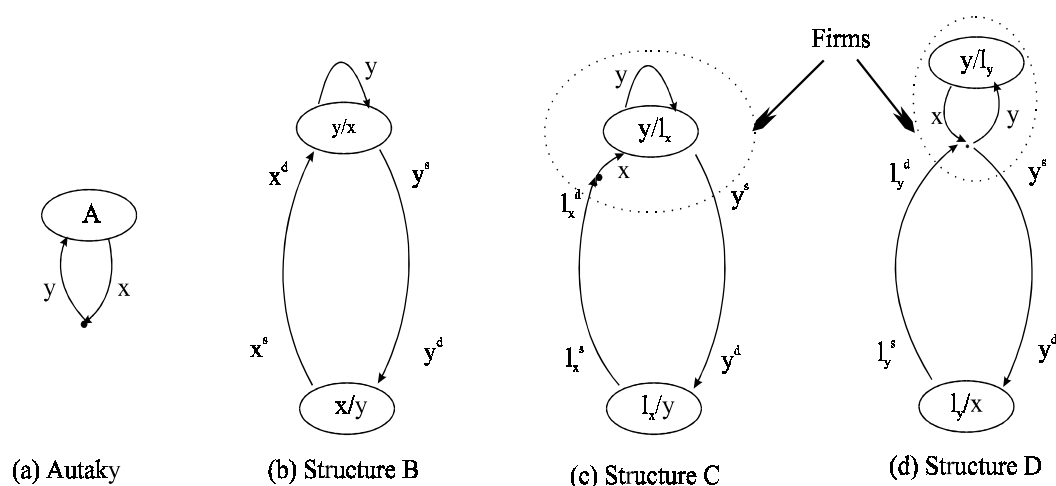 Firms
A
y
x
(a) Autaky
y
y/x
x^d
y^s
x^s
y^d
x/y
(b) Structure B
y
y/l_x
x
l_x^d
y^s
l_x^s
y^d
l_x/y
(c) Structure C
y/l_y
x
y
l_y^d
y^s
l_y^s
y^d
l_y/x
(d) Structure D